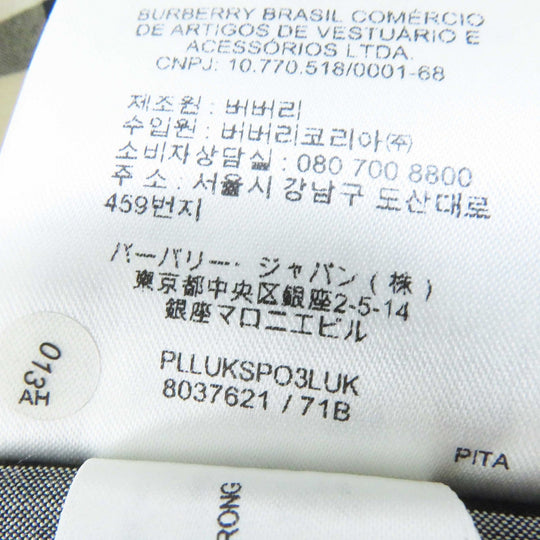 BURBERRY BRASIL COMÉRCIO
DE ARTIGOS DE VESTUÁRIO E
ACESSÓRIOS LTDA.
CNPJ: 10.770.518/0001-68
제조원 : 버버리
수입원 : 버버리코리아㈜
소비자상담실 : 080 700 8800
주 소 : 서울시 강남구 도산대로
459번지
バーバリー・ジャパン(株)
東京都中央区銀座2-5-14
銀座マロニエビル
PLLUKSPO3LUK
8037621 / 71B
PITA
013
AH
RONG